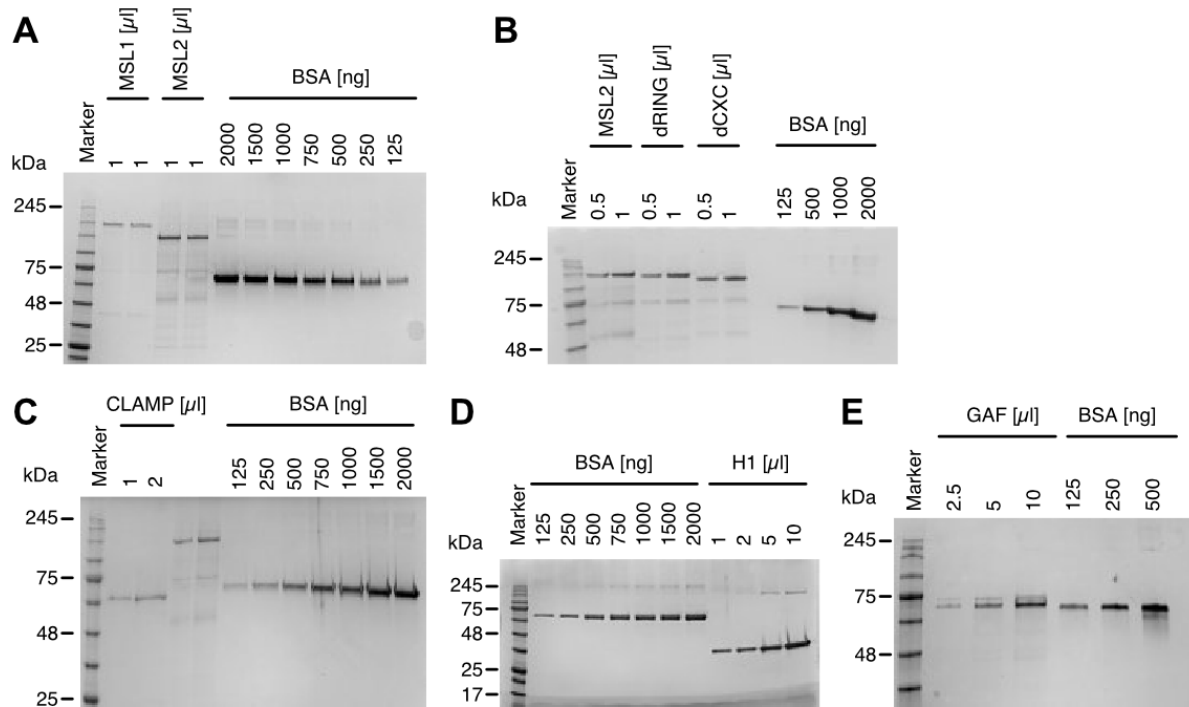 A
MSL1 [µl]
MSL2 [µl]
BSA [ng]
kDa
Marker
1 1 1 1 2000 1500 1000 750 500 250 125
245
75
48
25
B
MSL2 [µl]
dRING [µl]
dCXC [µl]
BSA [ng]
kDa
Marker
0.5 1 0.5 1 0.5 1 125 500 1000 2000
245
75
48
C
CLAMP [µl]
BSA [ng]
kDa
Marker
1 2 125 250 500 750 1000 1500 2000
245
75
48
25
D
BSA [ng]
H1 [µl]
kDa
Marker
125 250 500 750 1000 1500 2000 1 2 5 10
245
75
48
25
17
E
GAF [µl]
BSA [ng]
kDa
Marker
2.5 5 10 125 250 500
245
75
48